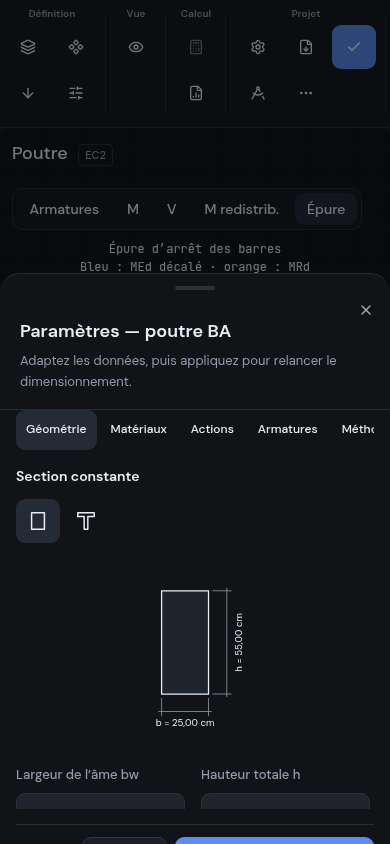 Définition Vue Calcul Projet
Poutre EC2
Armatures M V M redistrib. Épure
Épure d’arrêt des barres
Bleu : MEd décalé · orange : MRd
Paramètres — poutre BA
Adaptez les données, puis appliquez pour relancer le
dimensionnement.
Géométrie Matériaux Actions Armatures
Section constante
h = 55,00 cm
b = 25,00 cm
Largeur de l’âme bw Hauteur totale h